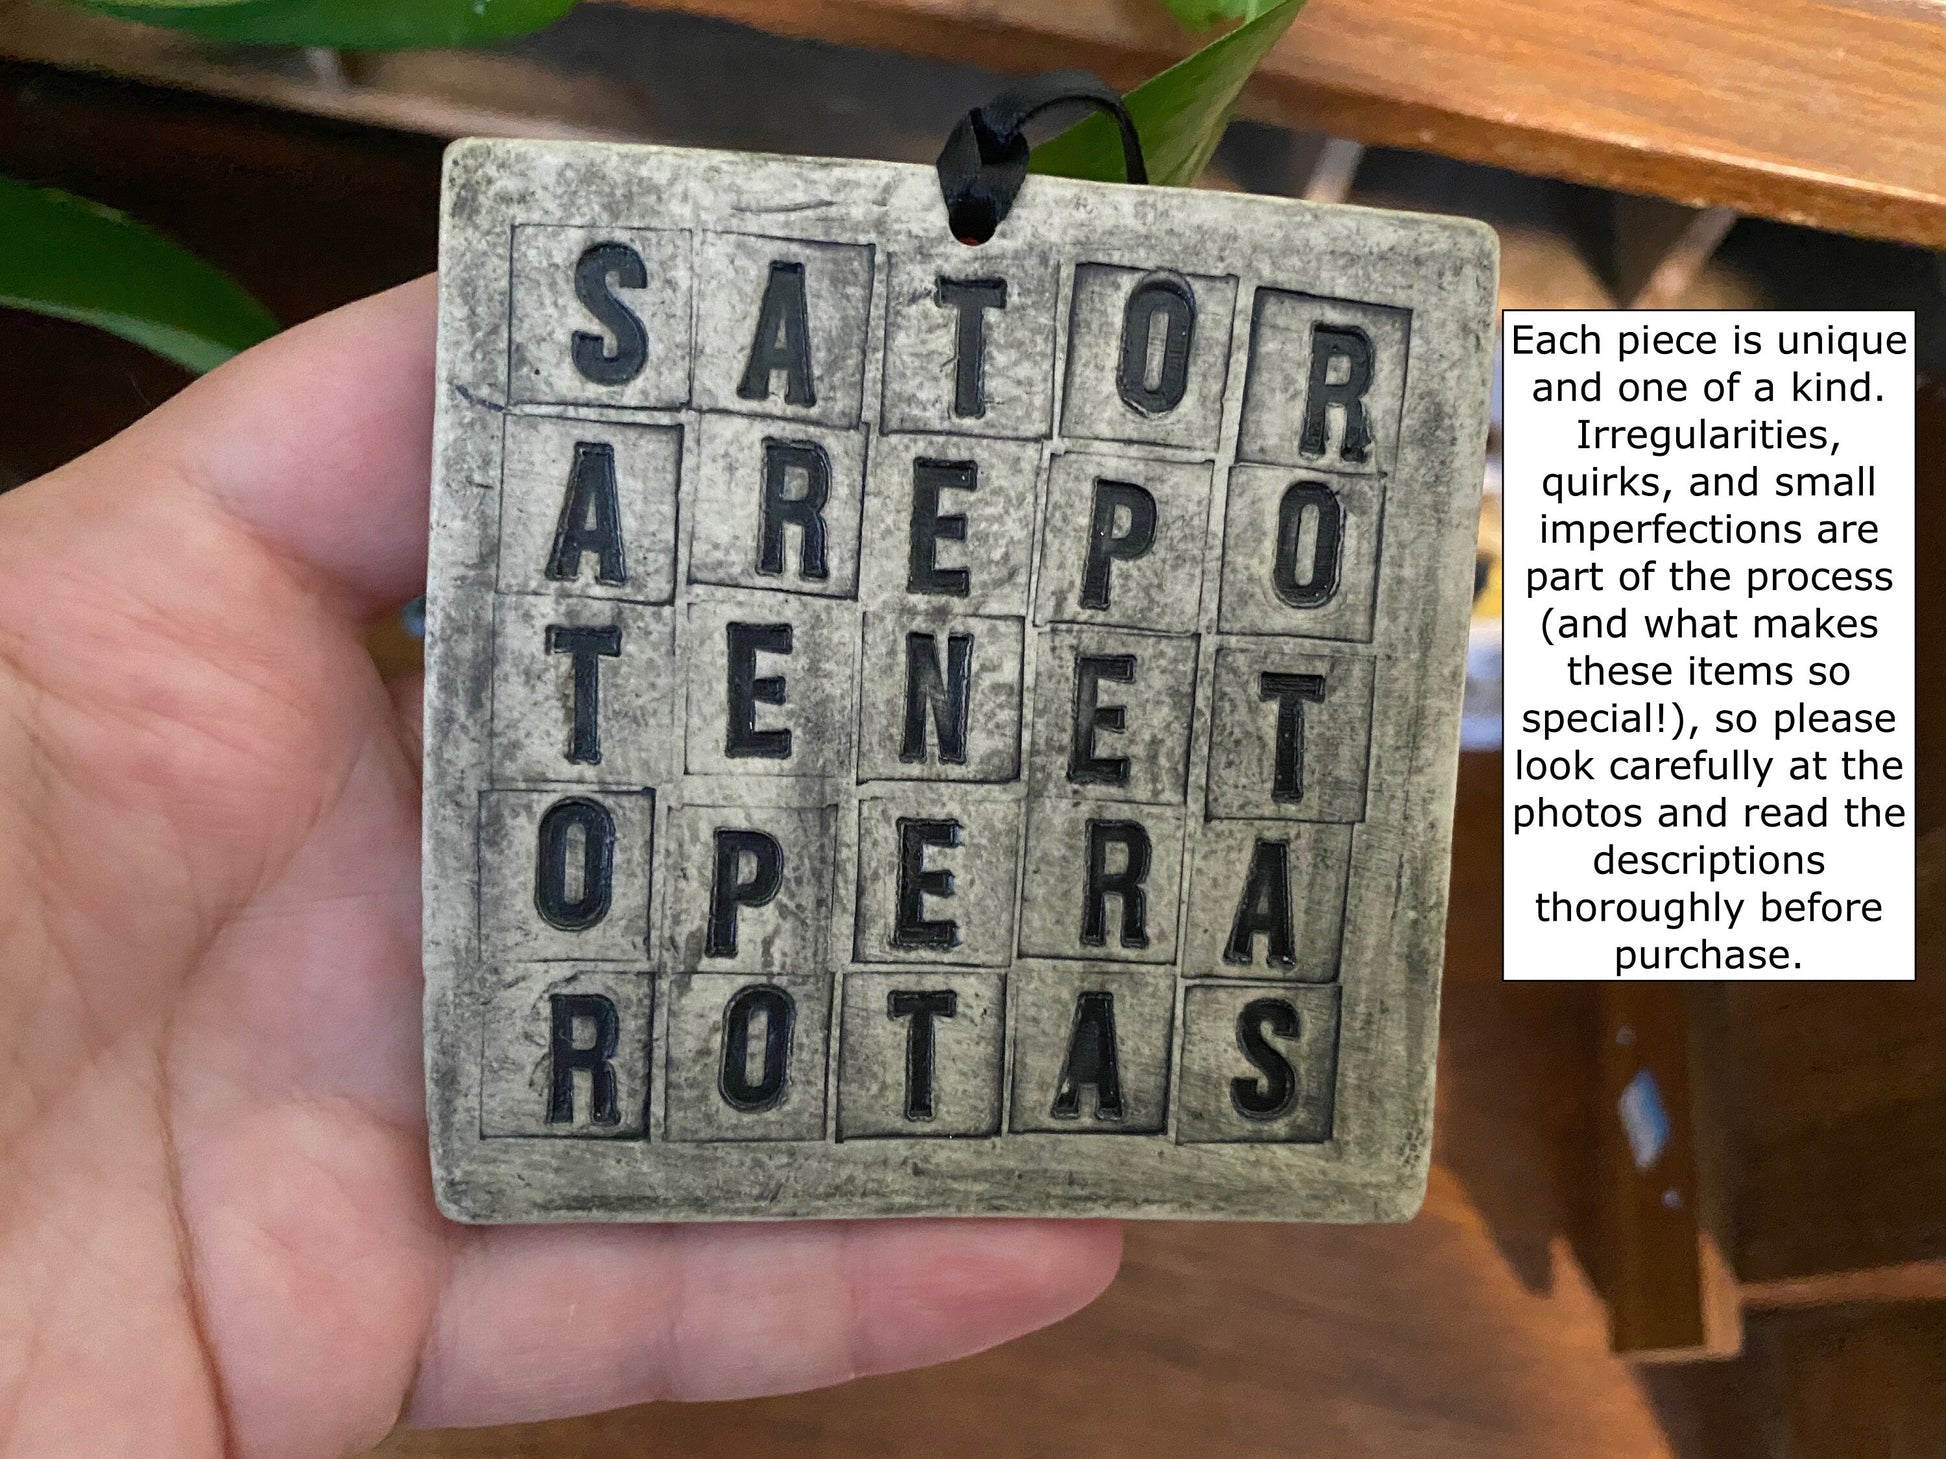 SATOR
AREPO
TENET
OPERA
ROTAS
Each piece is unique
and one of a kind.
Irregularities,
quirks, and small
imperfections are
part of the process
(and what makes
these items so
special!), so please
look carefully at the
photos and read the
descriptions
thoroughly before
purchase.